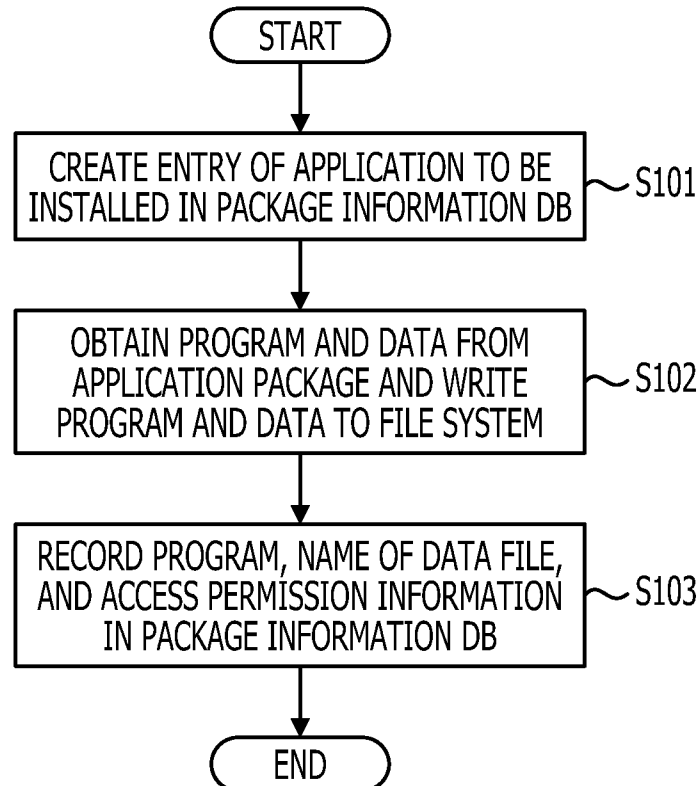 START
CREATE ENTRY OF APPLICATION TO BE
INSTALLED IN PACKAGE INFORMATION DB
S101
OBTAIN PROGRAM AND DATA FROM
APPLICATION PACKAGE AND WRITE
PROGRAM AND DATA TO FILE SYSTEM
S102
RECORD PROGRAM, NAME OF DATA FILE,
AND ACCESS PERMISSION INFORMATION
IN PACKAGE INFORMATION DB
S103
END